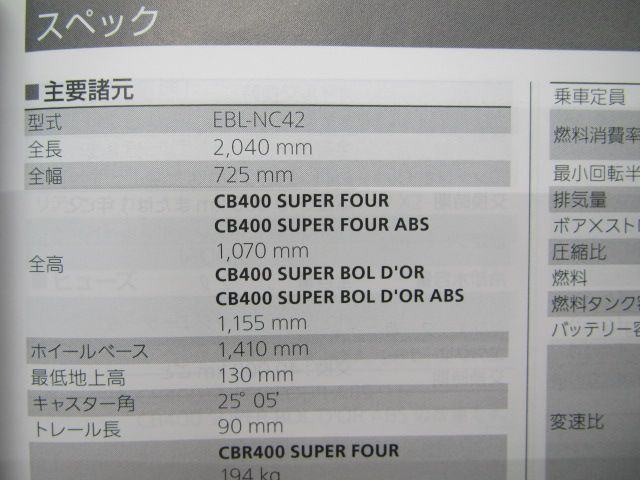 スペック
■主要諸元
型式 EBL-NC42
全長 2,040 mm
全幅 725 mm
全高
CB400 SUPER FOUR
CB400 SUPER FOUR ABS
1,070 mm
CB400 SUPER BOL D'OR
CB400 SUPER BOL D'OR ABS
1,155 mm
ホイールベース 1,410 mm
最低地上高 130 mm
キャスター角 25° 05′
トレール長 90 mm
CBR400 SUPER FOUR
194 kg
乗車定員
燃料消費率
最小回転半
排気量
ボア×スト
圧縮比
燃料
燃料タンク
バッテリー
変速比